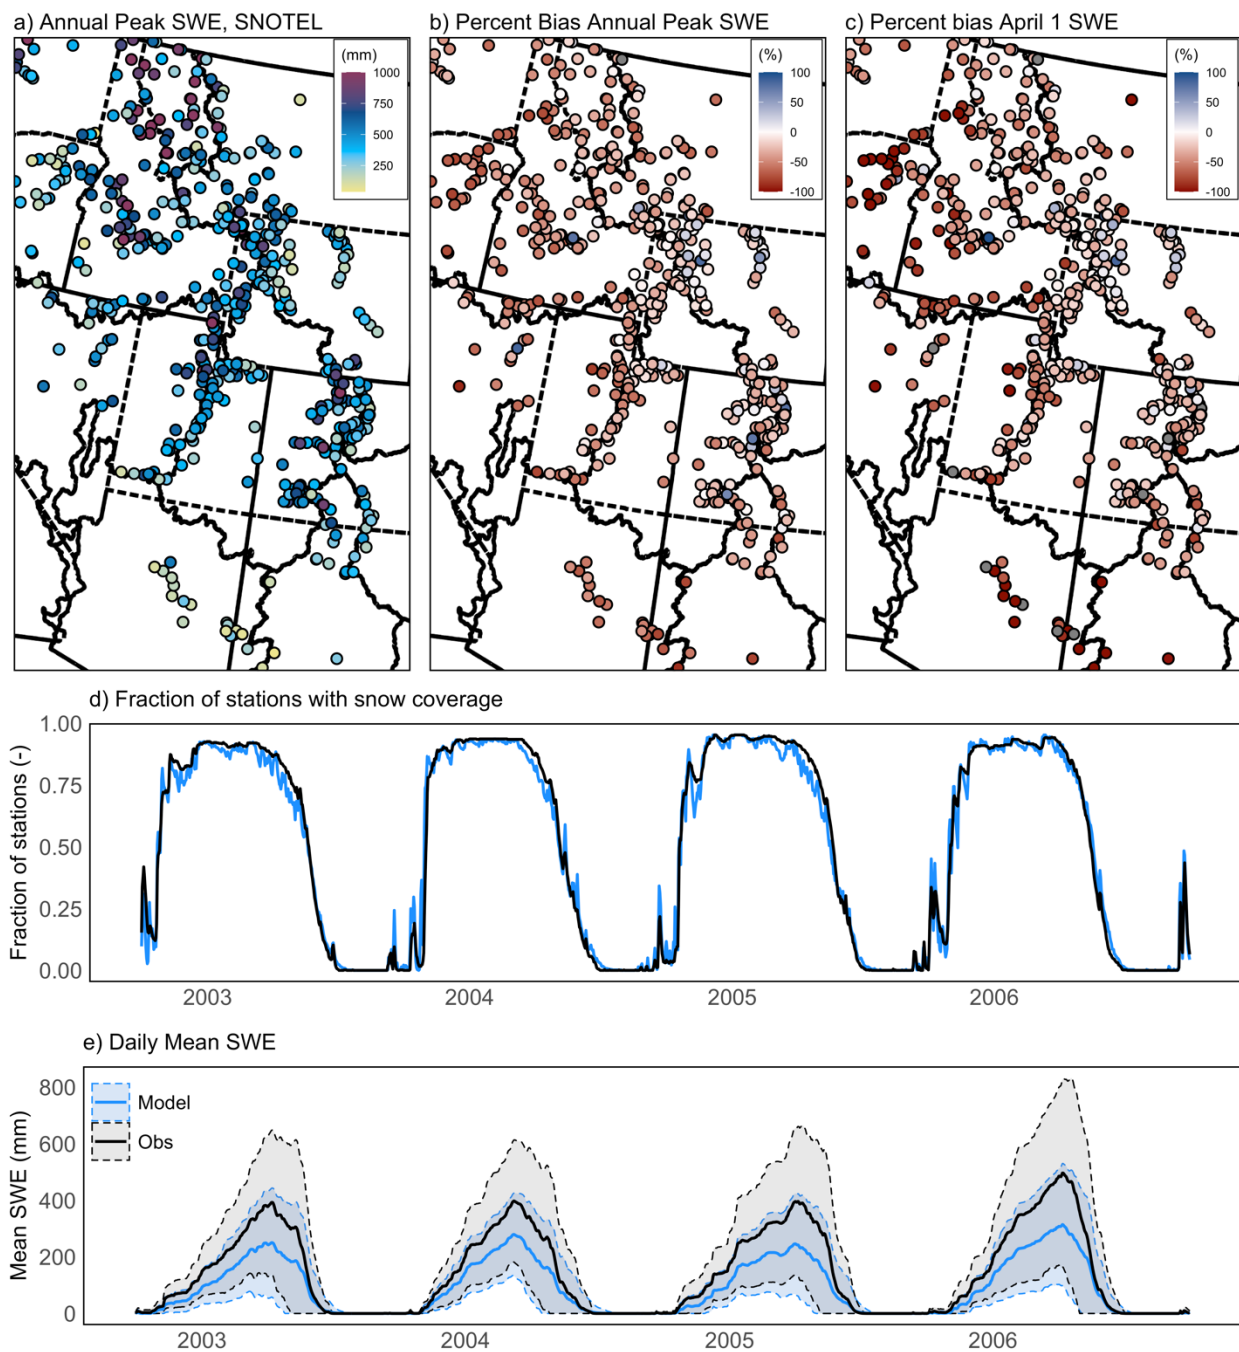 a) Annual Peak SWE, SNOTEL
(mm)
1000
750
500
250
b) Percent Bias Annual Peak SWE
(%)
100
50
0
-50
-100
c) Percent bias April 1 SWE
(%)
100
50
0
-50
-100
d) Fraction of stations with snow coverage
Fraction of stations (-)
1.00
0.75
0.50
0.25
0.00
2003 2004 2005 2006
e) Daily Mean SWE
Mean SWE (mm)
800
600
400
200
0
Model
Obs
2003 2004 2005 2006